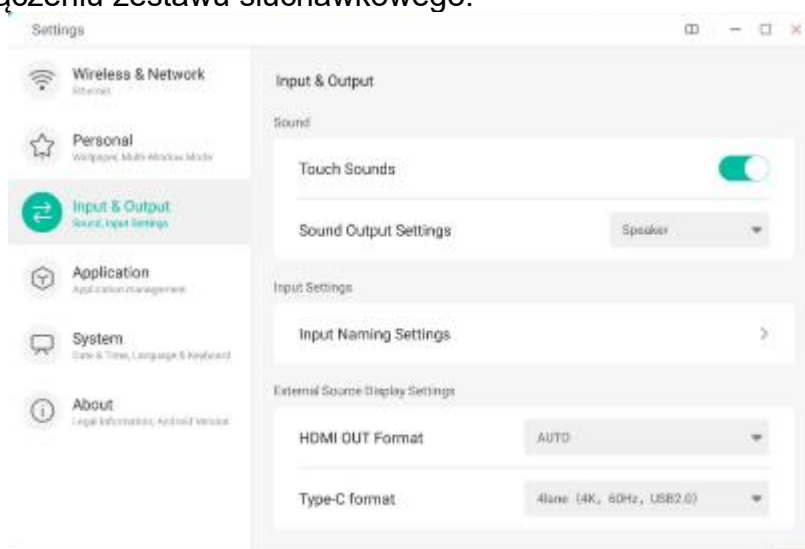 ączeniu zestawu słuchawkowego.
Settings
Wireless & Network
Ethernet
Personal
Wallpaper, Multi-Window Mode
Input & Output
Sound, Input Settings
Application
Application management
System
Date & Time, Language & Keyboard
About
Legal Information, Android Version
Input & Output
Sound
Touch Sounds
Sound Output Settings
Speaker
Input Settings
Input Naming Settings
External Source Display Settings
HDMI OUT Format
AUTO
Type-C format
4lane (4K, 60Hz, USB2.0)